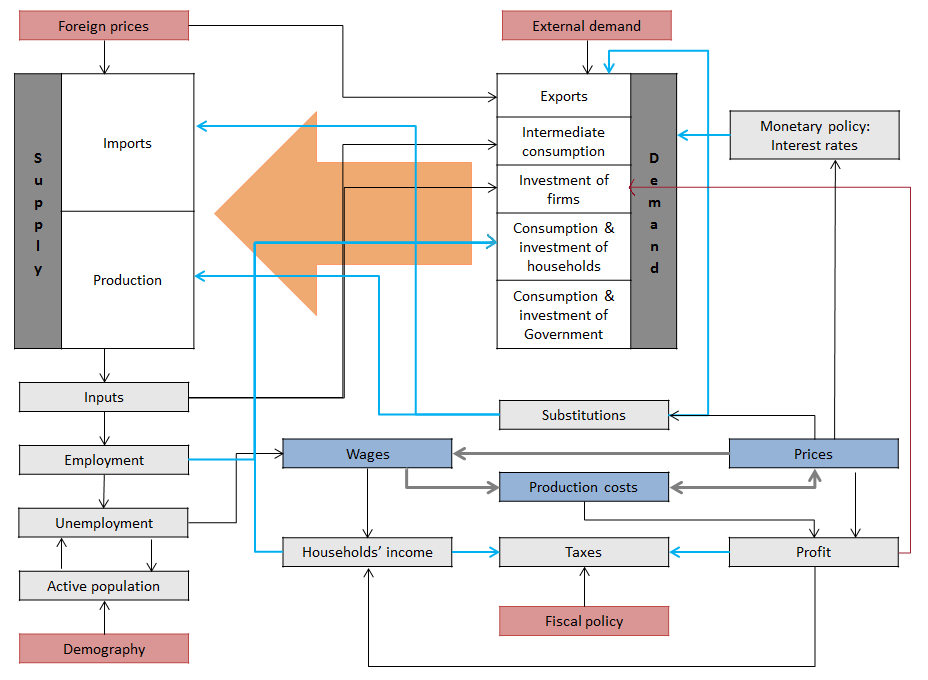 Foreign prices
External demand
Supply
Imports
Production
Exports
Intermediate
consumption
Investment of
firms
Consumption &
investment of
households
Consumption &
investment of
Government
Demand
Monetary policy:
Interest rates
Inputs
Substitutions
Employment
Wages
Prices
Production costs
Unemployment
Households’ income
Taxes
Profit
Active population
Fiscal policy
Demography